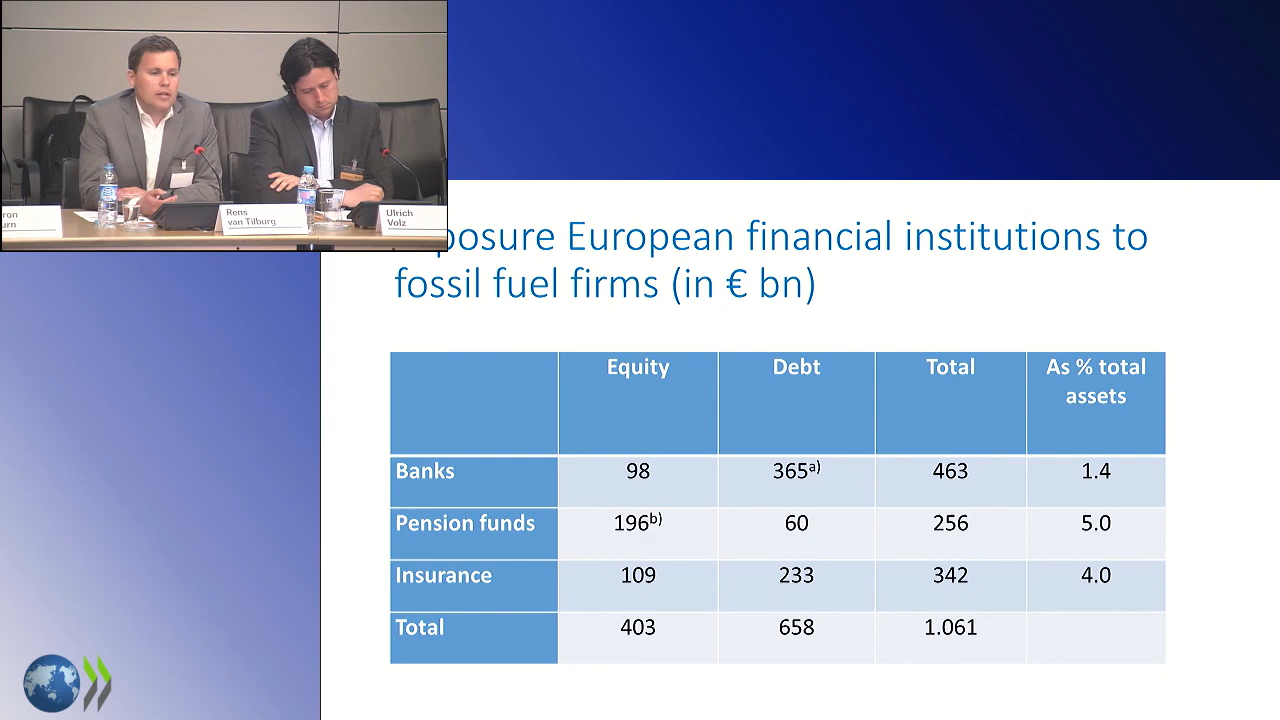 Rens
van Tilburg
Ulrich
Volz
European financial institutions to
fossil fuel firms (in € bn)
Equity Debt Total As % total
assets
Banks 98 365a) 463 1.4
Pension funds 196b) 60 256 5.0
Insurance 109 233 342 4.0
Total 403 658 1.061